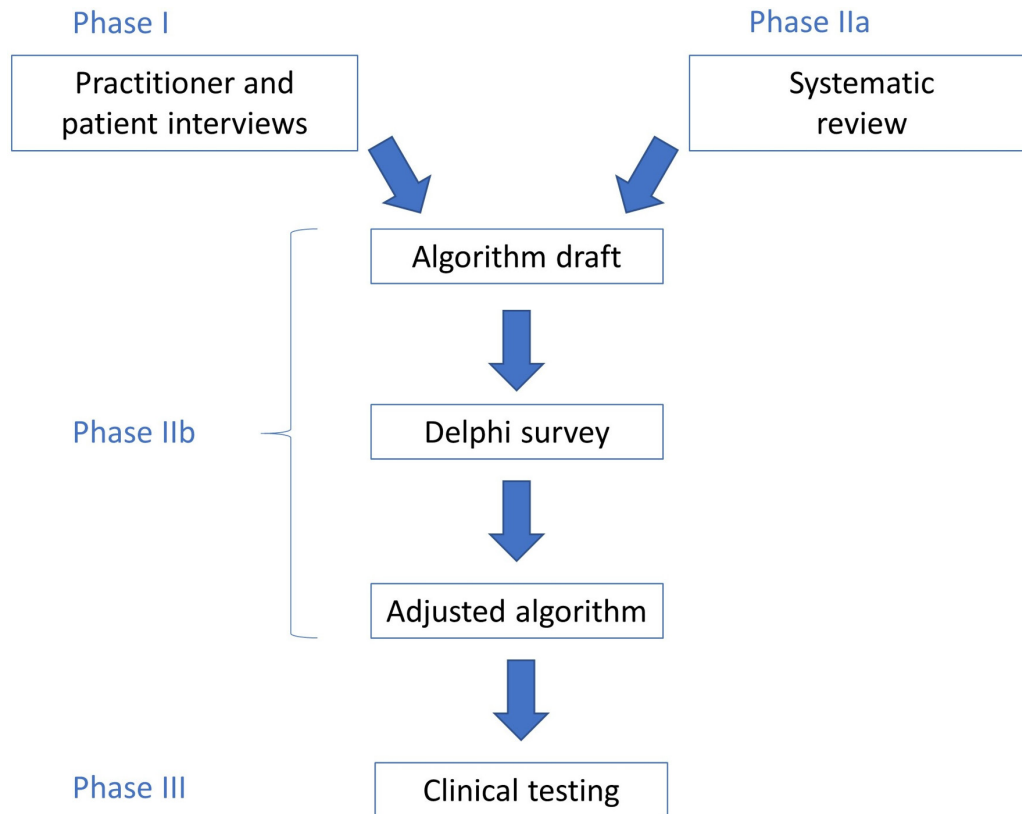 Phase I
Phase IIa
Practitioner and
patient interviews
Systematic
review
Algorithm draft
Phase IIb
Delphi survey
Adjusted algorithm
Phase III
Clinical testing